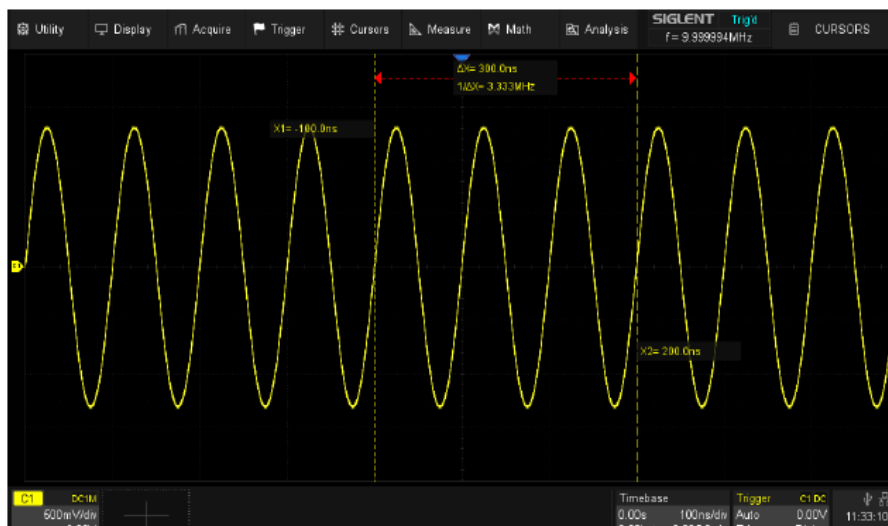 Utility Display Acquire Trigger Cursors Measure Math Analysis SIGLENT Trig'd CURSORS
f = 9.999994MHz
ΔX= 300.0ns
1/ΔX= 3.333MHz
X1= -100.0ns
X2= 200.0ns
C1 DC1M Timebase Trigger C1 DC
500mV/div 0.00s 100ns/div Auto 0.00V 11:33:10